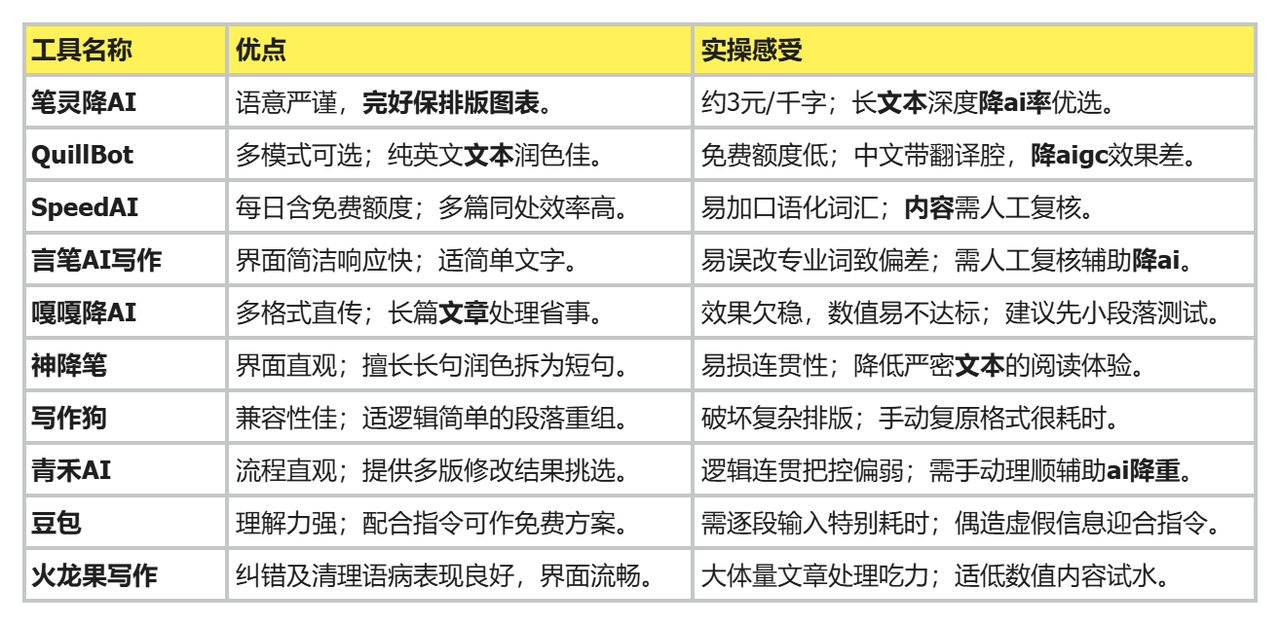 工具名称 优点 实操感受
笔灵降AI 语意严谨，完好保排版图表。 约3元/千字；长文本深度降ai率优选。
QuillBot 多模式可选；纯英文文本润色佳。 免费额度低；中文带翻译腔，降aigc效果差。
SpeedAI 每日含免费额度；多篇同处效率高。 易加口语化词汇；内容需人工复核。
言笔AI写作 界面简洁响应快；适简单文字。 易误改专业词致偏差；需人工复核辅助降ai。
嘎嘎降AI 多格式直传；长篇文章处理省事。 效果欠稳，数值易不达标；建议先小段落测试。
神降笔 界面直观；擅长长句润色拆为短句。 易损连贯性；降低严密文本的阅读体验。
写作狗 兼容性佳；适逻辑简单的段落重组。 破坏复杂排版；手动复原格式很耗时。
青禾AI 流程直观；提供多版修改结果挑选。 逻辑连贯把控偏弱；需手动理顺辅助ai降重。
豆包 理解力强；配合指令可作免费方案。 需逐段输入特别耗时；偶造虚假信息迎合指令。
火龙果写作 纠错及清理语病表现良好，界面流畅。 大体量文章处理吃力；适低数值内容试水。